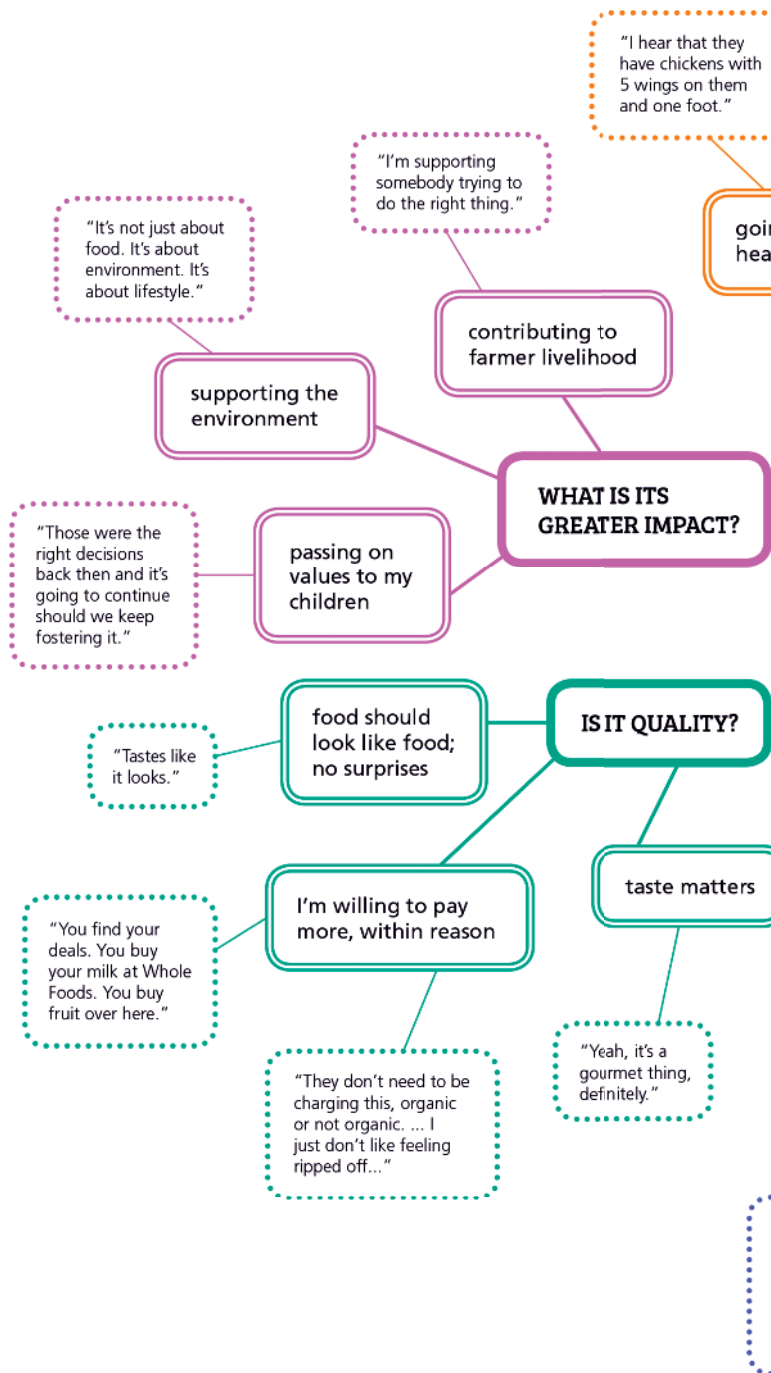 “I hear that they
have chickens with
5 wings on them
and one foot.”
“I’m supporting
somebody trying to
do the right thing.”
“It’s not just about
food. It’s about
environment. It’s
about lifestyle.”
contributing to
farmer livelihood
supporting the
environment
WHAT IS ITS
GREATER IMPACT?
“Those were the
right decisions
back then and it’s
going to continue
should we keep
fostering it.”
passing on
values to my
children
food should
look like food;
no surprises
IS IT QUALITY?
“Tastes like
it looks.”
I’m willing to pay
more, within reason
taste matters
“You find your
deals. You buy
your milk at Whole
Foods. You buy
fruit over here.”
“They don’t need to be
charging this, organic
or not organic. ... I
just don’t like feeling
ripped off...”
“Yeah, it’s a
gourmet thing,
definitely.”